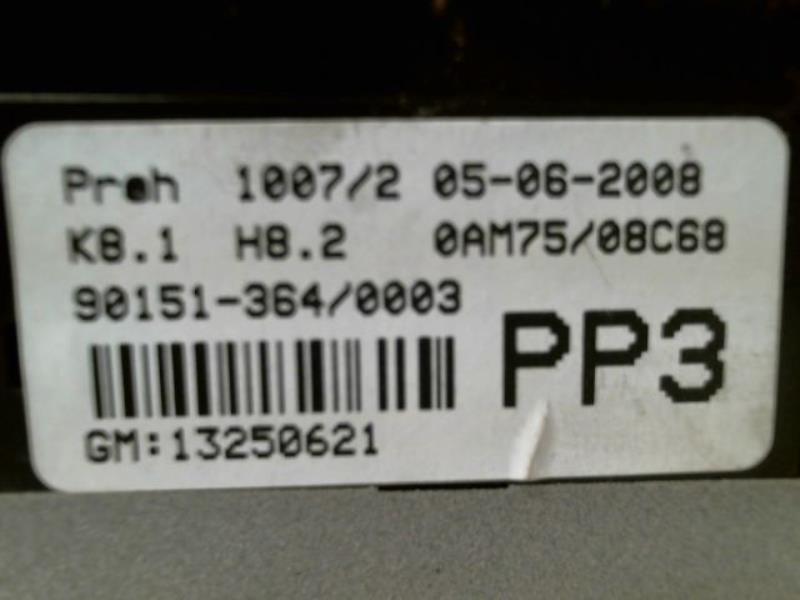 Preh 1007/2 05-06-2008
K8.1 H8.2 0AM75/08C68
90151-364/0003
PP3
GM:13250621